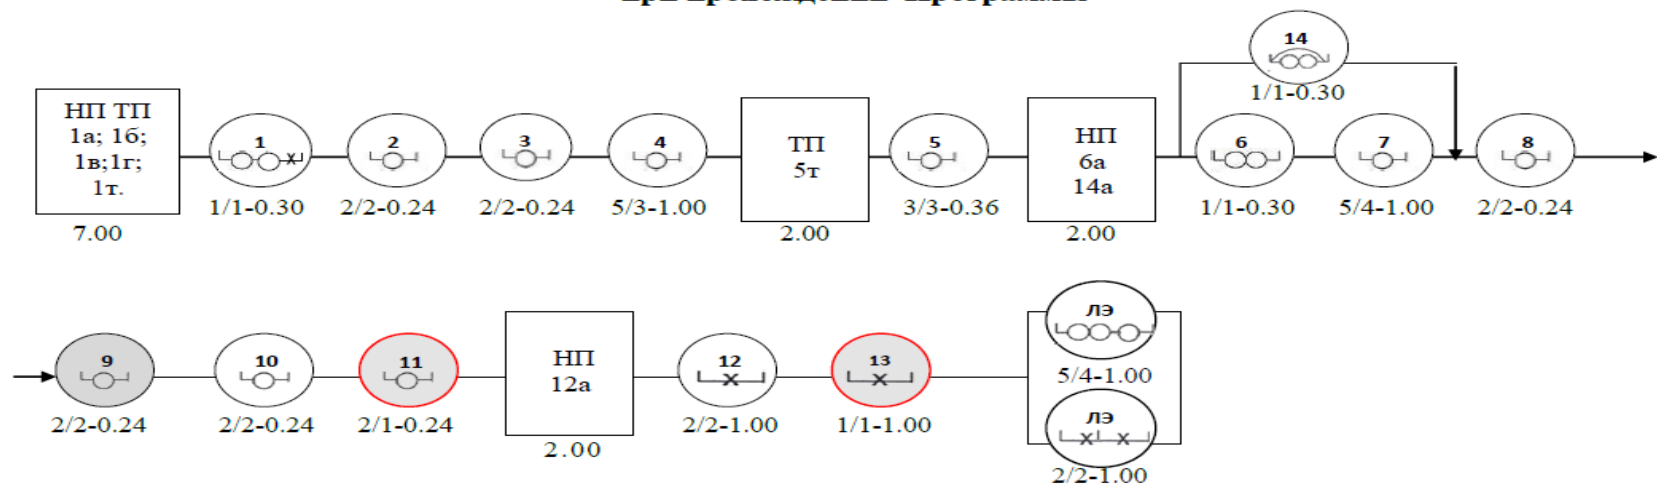 14
1/1-0.30
НП ТП
1а; 1б;
1в;1г;
1т.
7.00
1
1/1-0.30
2
2/2-0.24
3
2/2-0.24
4
5/3-1.00
ТП
5т
2.00
5
3/3-0.36
НП
6а
14а
2.00
6
1/1-0.30
7
5/4-1.00
8
2/2-0.24
9
2/2-0.24
10
2/2-0.24
11
2/1-0.24
НП
12а
2.00
12
2/2-1.00
13
1/1-1.00
ЛЭ
5/4-1.00
ЛЭ
2/2-1.00